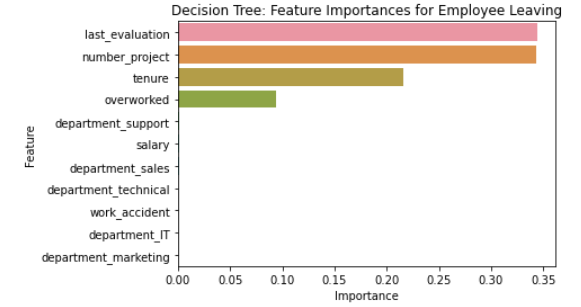 Decision Tree: Feature Importances for Employee Leaving
last_evaluation
number_project
tenure
overworked
department_support
salary
department_sales
department_technical
work_accident
department_IT
department_marketing
Feature
0.00 0.05 0.10 0.15 0.20 0.25 0.30 0.35
Importance